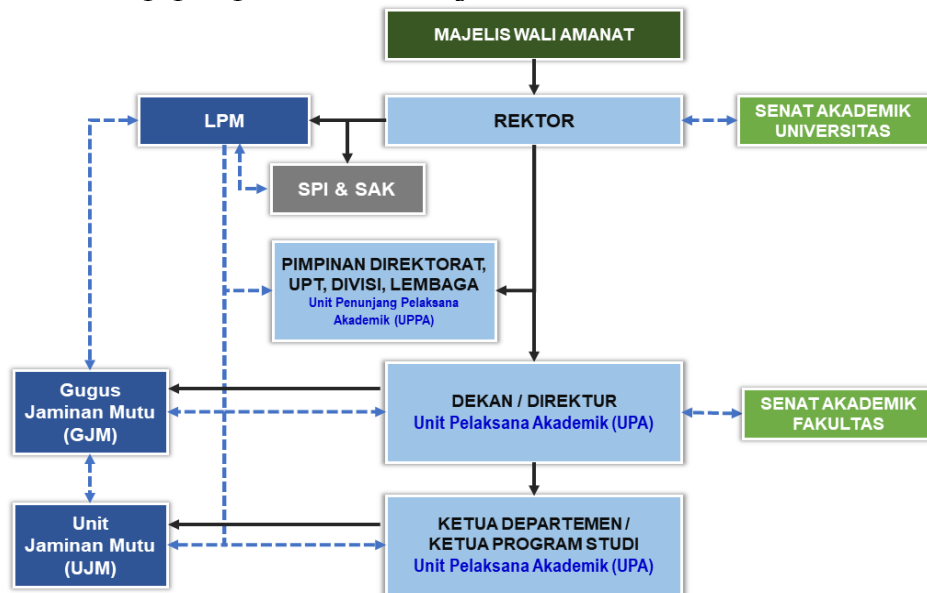 MAJELIS WALI AMANAT
LPM
REKTOR
SENAT AKADEMIK
UNIVERSITAS
SPI & SAK
PIMPINAN DIREKTORAT,
UPT, DIVISI, LEMBAGA
Unit Penunjang Pelaksana
Akademik (UPPA)
Gugus
Jaminan Mutu
(GJM)
DEKAN / DIREKTUR
Unit Pelaksana Akademik (UPA)
SENAT AKADEMIK
FAKULTAS
Unit
Jaminan Mutu
(UJM)
KETUA DEPARTEMEN /
KETUA PROGRAM STUDI
Unit Pelaksana Akademik (UPA)